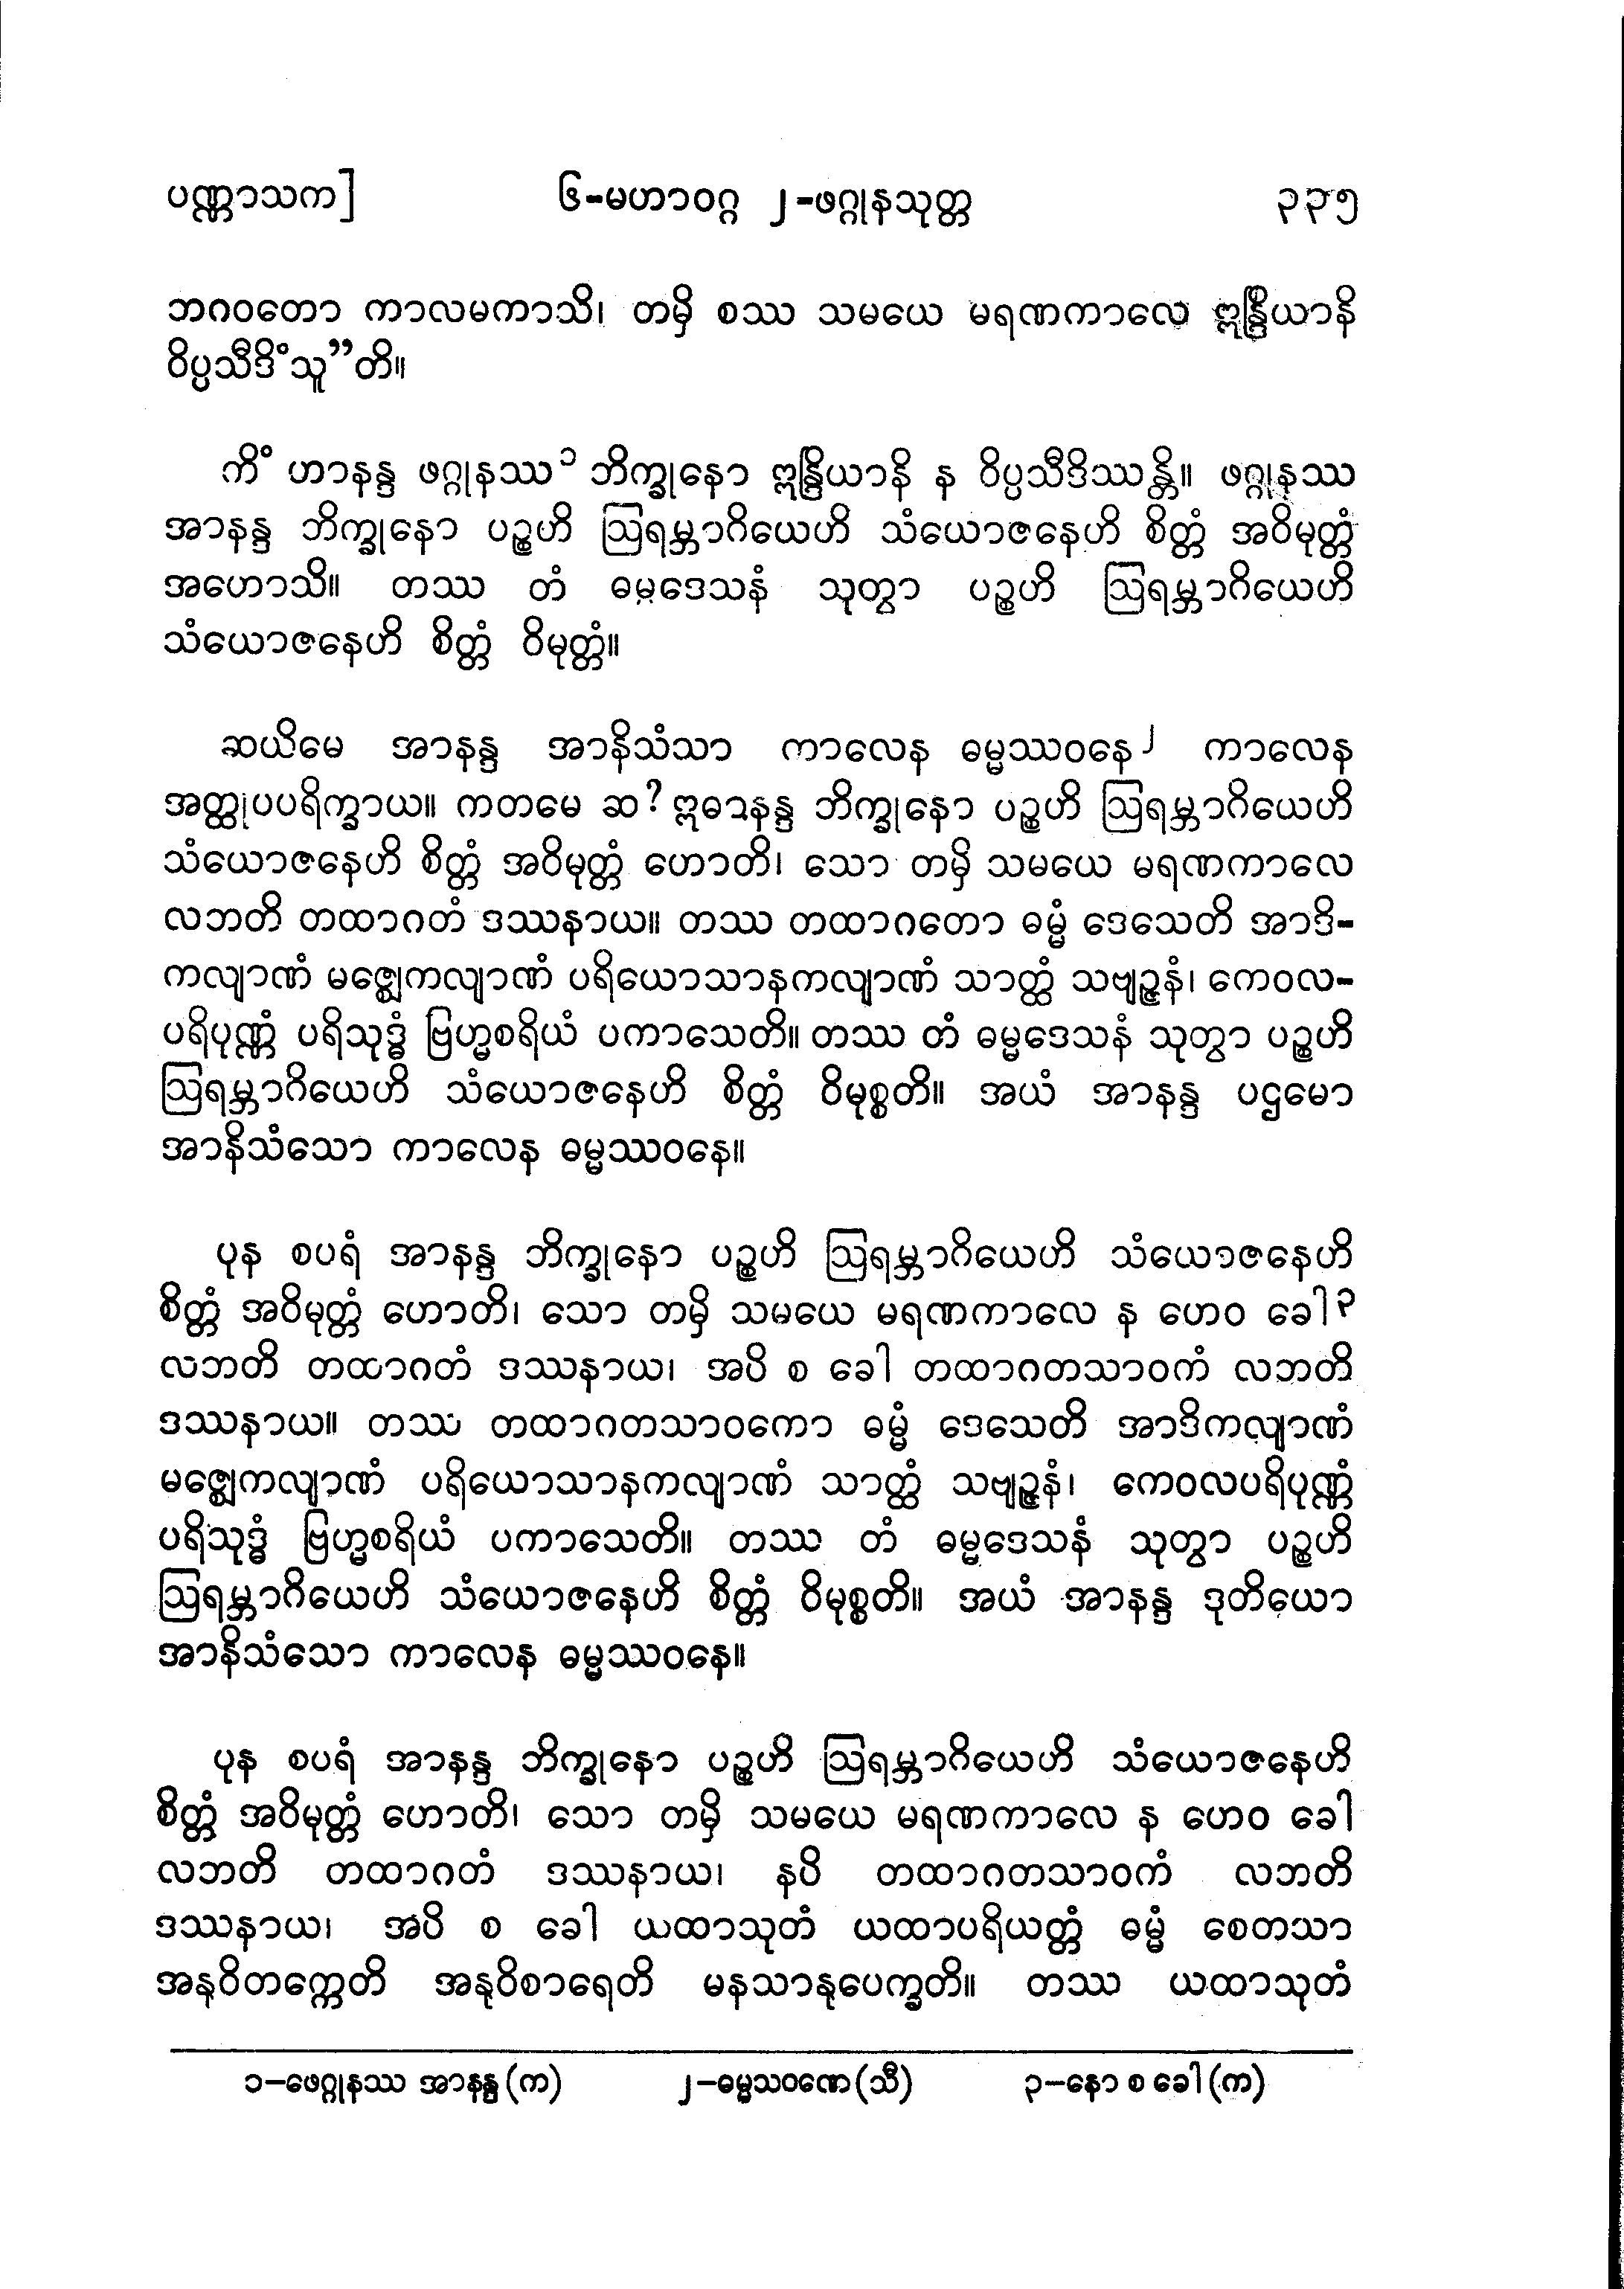 ပဏ္ဏာသက]	၆-မဟာဝဂ္ဂ ၂-ဖဂ္ဂုနသုတ္တ	၃၃၅
ဘဂဝတော ကာလမကာသိ၊ တမှိ စဿ သမယေ မရဏကာလေ ဣန္ဒြိယာနိ
ဝိပ္ပသီဒိံသူ”တိ။
ကိံ ဟာနန္ဒ ဖဂ္ဂုနဿ၁ ဘိက္ခုနော ဣန္ဒြိယာနိ န ဝိပ္ပသီဒိဿန္တိ။ ဖဂ္ဂုနဿ
အာနန္ဒ ဘိက္ခုနော ပဉ္စဟိ ဩရမ္ဘာဂိယေဟိ သံယောဇနေဟိ စိတ္တံ အဝိမုတ္တံ
အဟောသိ။ တဿ တံ ဓမ္မဒေသနံ သုတွာ ပဉ္စဟိ ဩရမ္ဘာဂိယေဟိ
သံယောဇနေဟိ စိတ္တံ ဝိမုတ္တံ။
ဆယိမေ အာနန္ဒ အာနိသံသာ ကာလေန ဓမ္မဿဝနေ၂ ကာလေန
အတ္ထုပပရိက္ခာယ။ ကတမေ ဆ? ဣဓာနန္ဒ ဘိက္ခုနော ပဉ္စဟိ ဩရမ္ဘာဂိယေဟိ
သံယောဇနေဟိ စိတ္တံ အဝိမုတ္တံ ဟောတိ၊ သော တမှိ သမယေ မရဏကာလေ
လဘတိ တထာဂတံ ဒဿနာယ။ တဿ တထာဂတော ဓမ္မံ ဒေသေတိ အာဒိ-
ကလျာဏံ မဇ္ဈေကလျာဏံ ပရိယောသာနကလျာဏံ သာတ္ထံ သဗျဉ္ဇနံ၊ ကေဝလ-
ပရိပုဏ္ဏံ ပရိသုဒ္ဓံ ဗြဟ္မစရိယံ ပကာသေတိ။ တဿ တံ ဓမ္မဒေသနံ သုတွာ ပဉ္စဟိ
ဩရမ္ဘာဂိယေဟိ သံယောဇနေဟိ စိတ္တံ ဝိမုစ္စတိ။ အယံ အာနန္ဒ ပဌမော
အာနိသံသော ကာလေန ဓမ္မဿဝနေ။
ပုန စပရံ အာနန္ဒ ဘိက္ခုနော ပဉ္စဟိ ဩရမ္ဘာဂိယေဟိ သံယောဇနေဟိ
စိတ္တံ အဝိမုတ္တံ ဟောတိ၊ သော တမှိ သမယေ မရဏကာလေ န ဟေဝ ခေါ၃
လဘတိ တထာဂတံ ဒဿနာယ၊ အပိ စ ခေါ တထာဂတသာဝကံ လဘတိ
ဒဿနာယ။ တဿ တထာဂတသာဝကော ဓမ္မံ ဒေသေတိ အာဒိကလျာဏံ
မဇ္ဈေကလျာဏံ ပရိယောသာနကလျာဏံ သာတ္ထံ သဗျဉ္ဇနံ၊ ကေဝလပရိပုဏ္ဏံ
ပရိသုဒ္ဓံ ဗြဟ္မစရိယံ ပကာသေတိ။ တဿ တံ ဓမ္မဒေသနံ သုတွာ ပဉ္စဟိ
ဩရမ္ဘာဂိယေဟိ သံယောဇနေဟိ စိတ္တံ ဝိမုစ္စတိ။ အယံ အာနန္ဒ ဒုတိယော
အာနိသံသော ကာလေန ဓမ္မဿဝနေ။
ပုန စပရံ အာနန္ဒ ဘိက္ခုနော ပဉ္စဟိ ဩရမ္ဘာဂိယေဟိ သံယောဇနေဟိ
စိတ္တံ အဝိမုတ္တံ ဟောတိ၊ သော တမှိ သမယေ မရဏကာလေ န ဟေဝ ခေါ
လဘတိ တထာဂတံ ဒဿနာယ၊ နပိ တထာဂတသာဝကံ လဘတိ
ဒဿနာယ၊ အပိ စ ခေါ ယထာသုတံ ယထာပရိယတ္တံ ဓမ္မံ စေတသာ
အနုဝိတက္ကေတိ အနုဝိစာရေတိ မနသာနုပေက္ခတိ။ တဿ ယထာသုတံ
၁-ဖေဂ္ဂုနဿ အာနန္ဒ (က)	၂-ဓမ္မသဝဏေ (သီ)	၃-နော စ ခေါ (က)